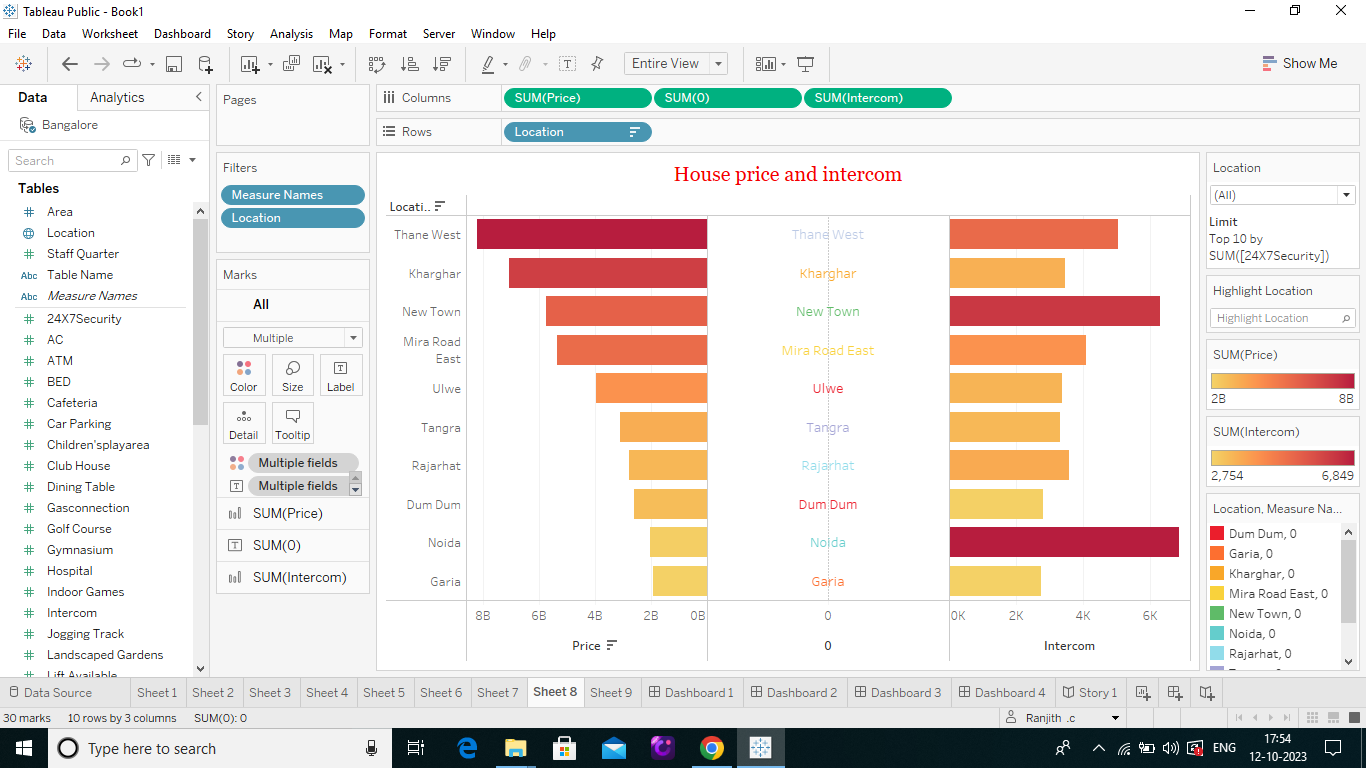 Tableau Public - Book1
File Data Worksheet Dashboard Story Analysis Map Format Server Window Help
Entire View
Show Me
Data Analytics
Bangalore
Search
Tables
Area
Location
Staff Quarter
Abc Table Name
Abc Measure Names
24X7Security
AC
ATM
BED
Cafeteria
Car Parking
Children'splayarea
Club House
Dining Table
Gasconnection
Golf Course
Gymnasium
Hospital
Indoor Games
Intercom
Jogging Track
Landscaped Gardens
Lift Available
Pages
Filters
Measure Names
Location
Marks
All
Multiple
Color Size Label
Detail Tooltip
Multiple fields
Multiple fields
SUM(Price)
SUM(0)
SUM(Intercom)
Columns SUM(Price) SUM(0) SUM(Intercom)
Rows Location
House price and intercom
Locati..
Thane West Thane West
Kharghar Kharghar
New Town New Town
Mira Road
East Mira Road East
Ulwe Ulwe
Tangra Tangra
Rajarhat Rajarhat
Dum Dum Dum Dum
Noida Noida
Garia Garia
8B 6B 4B 2B 0B 0 0K 2K 4K 6K
Price 0 Intercom
Location
(All)
Limit
Top 10 by
SUM([24X7Security])
Highlight Location
Highlight Location
SUM(Price)
2B 8B
SUM(Intercom)
2,754 6,849
Location, Measure Na...
Dum Dum, 0
Garia, 0
Kharghar, 0
Mira Road East, 0
New Town, 0
Noida, 0
Rajarhat, 0
Data Source Sheet 1 Sheet 2 Sheet 3 Sheet 4 Sheet 5 Sheet 6 Sheet 7 Sheet 8 Sheet 9 Dashboard 1 Dashboard 2 Dashboard 3 Dashboard 4 Story 1
30 marks 10 rows by 3 columns SUM(0): 0 Ranjith .c
Type here to search
ENG
17:54
12-10-2023